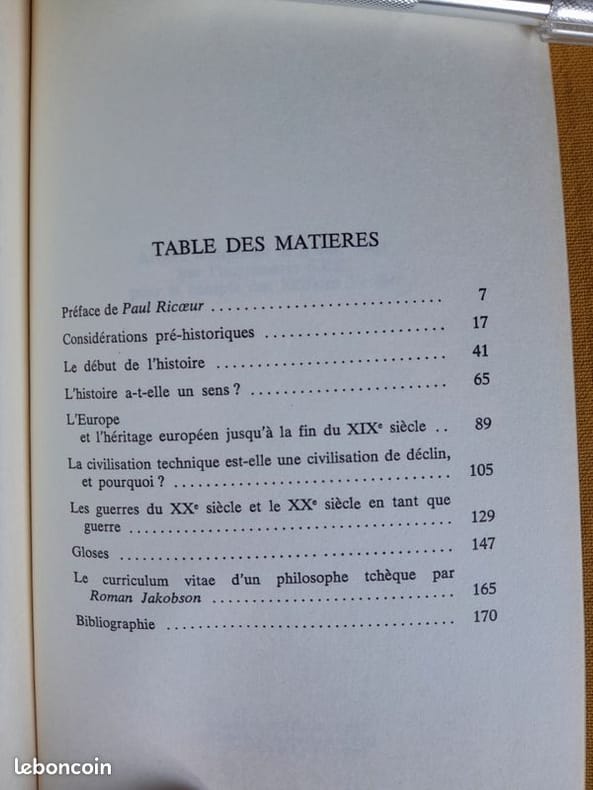 TABLE DES MATIERES
Préface de Paul Ricœur .............................. 7
Considérations pré-historiques ....................... 17
Le début de l'histoire .............................. 41
L'histoire a-t-elle un sens ? ......................... 65
L'Europe
et l'héritage européen jusqu'à la fin du XIXe siècle .. 89
La civilisation technique est-elle une civilisation de déclin,
et pourquoi ? .................................... 105
Les guerres du XXe siècle et le XXe siècle en tant que
guerre .......................................... 129
Gloses ............................................ 147
Le curriculum vitae d'un philosophe tchèque par
Roman Jakobson ............................... 165
Bibliographie ..................................... 170
leboncoin